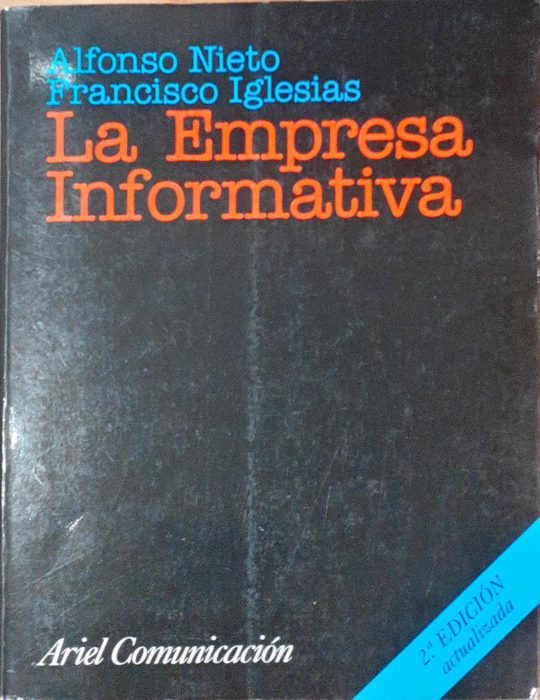 Alfonso Nieto
Francisco Iglesias
La Empresa
Informativa
2.ª EDICIÓN
actualizada
Ariel Comunicación